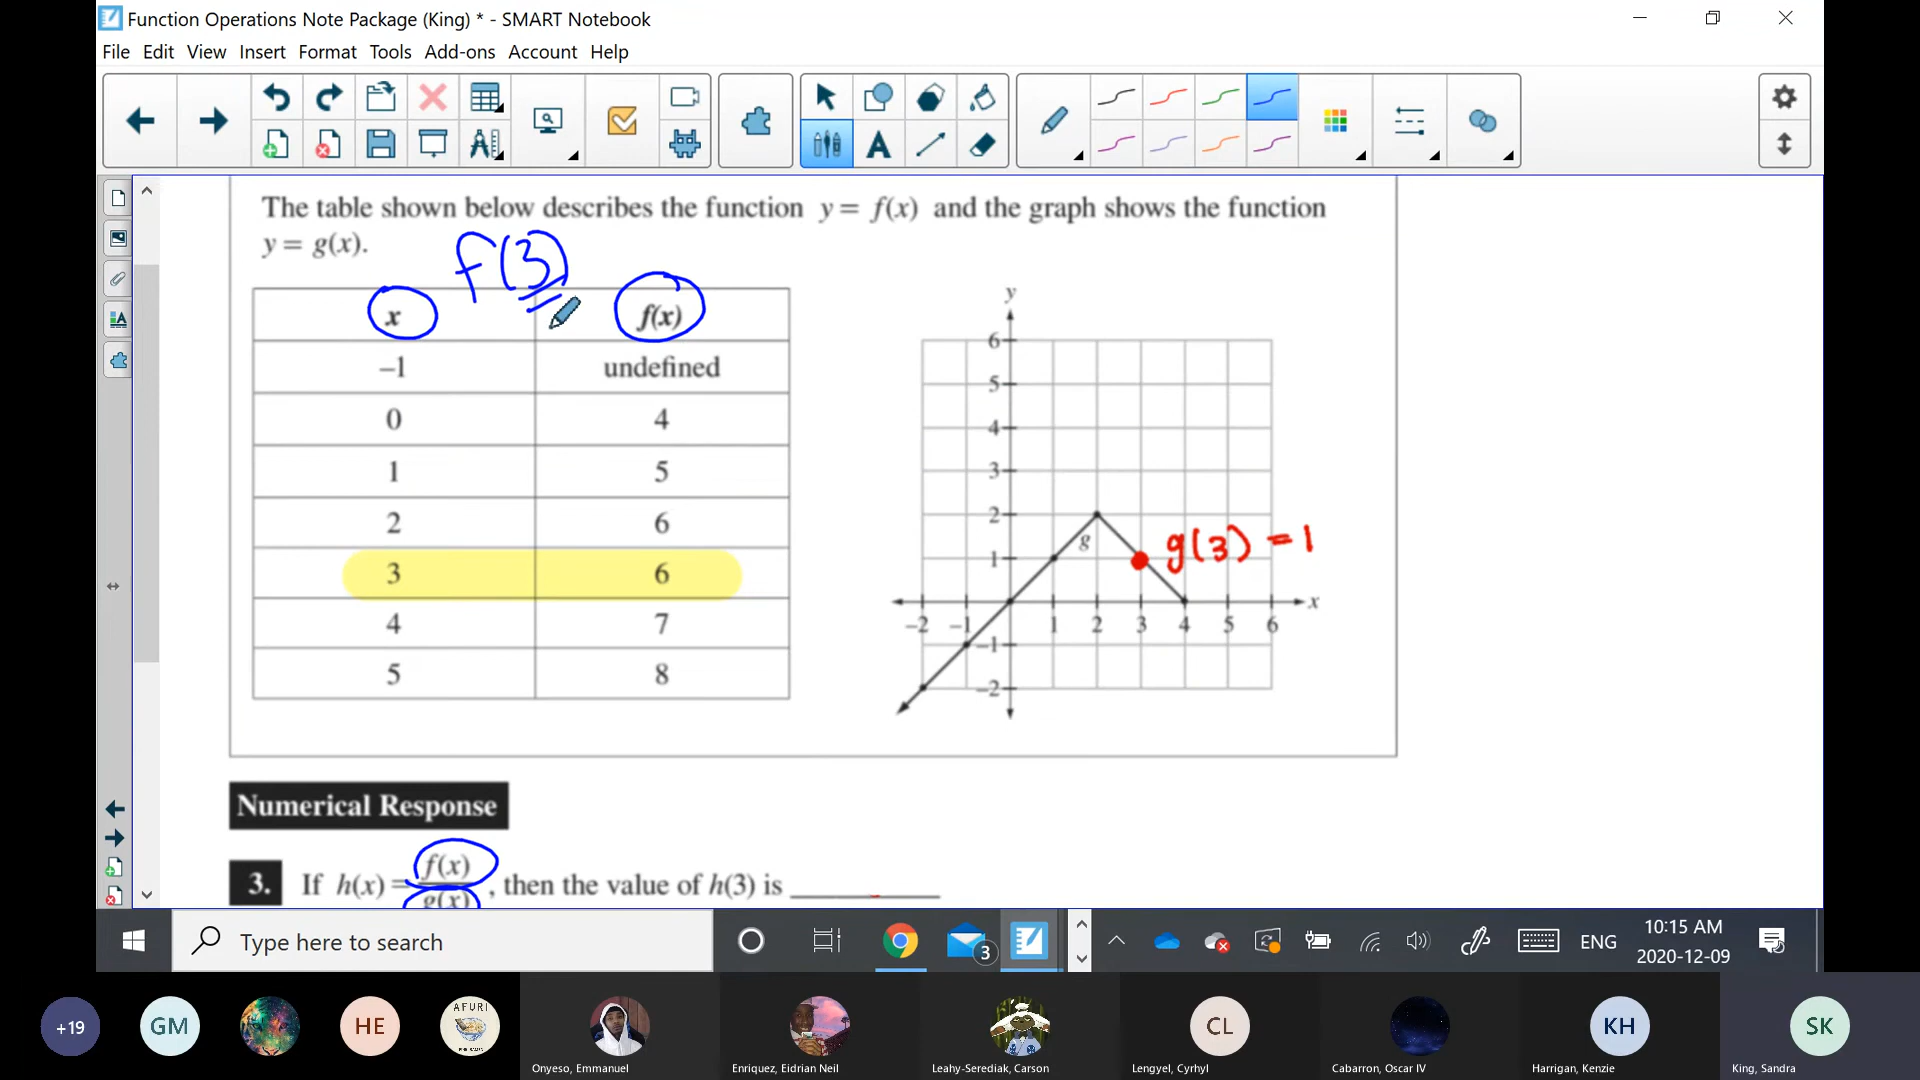 Function Operations Note Package (King) * - SMART Notebook
File Edit View Insert Format Tools Add-ons Account Help
The table shown below describes the function y = f(x) and the graph shows the function
y = g(x).
f(3)
x f(x)
–1 undefined
0 4
1 5
2 6
3 6
4 7
5 8
y
6
5
4
3
2
1
–1
–2
–2 –1 1 2 3 4 5 6
x
g
g(3) = 1
Numerical Response
3. If h(x) = f(x)/g(x), then the value of h(3) is ________
Type here to search
3
ENG
10:15 AM
2020-12-09
+19
GM
HE
AFURI
CL
KH
SK
Onyeso, Emmanuel
Enriquez, Eidrian Neil
Leahy-Serediak, Carson
Lengyel, Cyrhyl
Cabarron, Oscar IV
Harrigan, Kenzie
King, Sandra